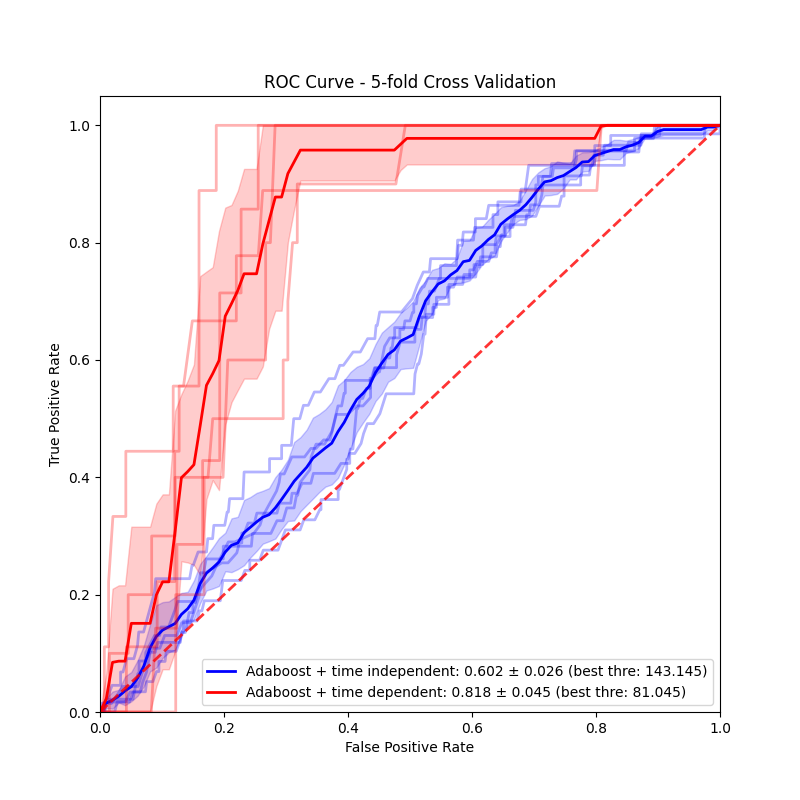 ROC Curve - 5-fold Cross Validation
True Positive Rate
1.0
0.8
0.6
0.4
0.2
0.0
Adaboost + time independent: 0.602 ± 0.026 (best thre: 143.145)
Adaboost + time dependent: 0.818 ± 0.045 (best thre: 81.045)
0.0 0.2 0.4 0.6 0.8 1.0
False Positive Rate